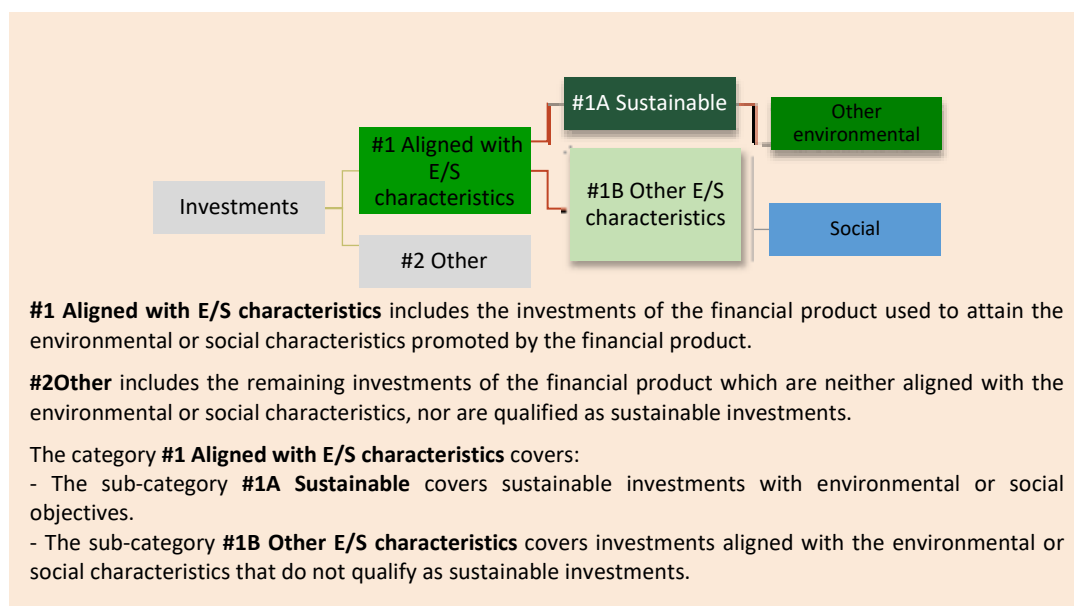 #1A Sustainable
Other
environmental
#1 Aligned with
E/S
characteristics
#1B Other E/S
characteristics
Investments
Social
#2 Other
#1 Aligned with E/S characteristics includes the investments of the financial product used to attain the
environmental or social characteristics promoted by the financial product.
#2Other includes the remaining investments of the financial product which are neither aligned with the
environmental or social characteristics, nor are qualified as sustainable investments.
The category #1 Aligned with E/S characteristics covers:
- The sub-category #1A Sustainable covers sustainable investments with environmental or social
objectives.
- The sub-category #1B Other E/S characteristics covers investments aligned with the environmental or
social characteristics that do not qualify as sustainable investments.